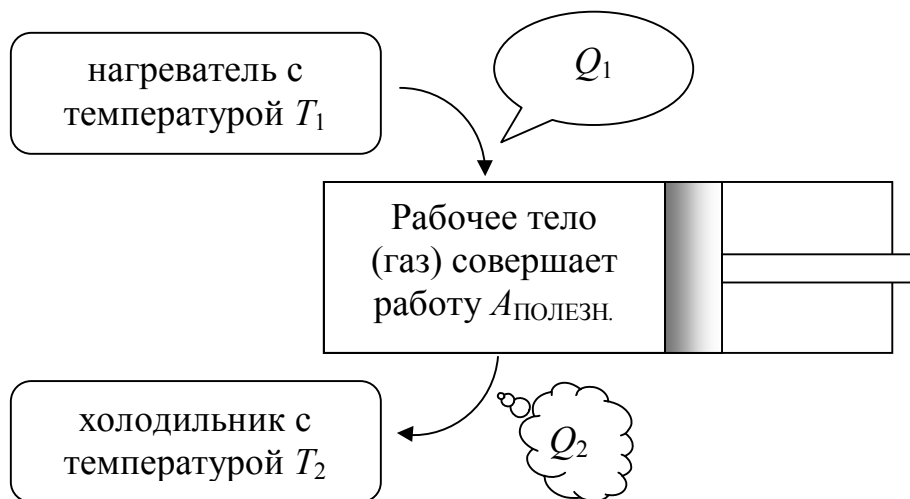 нагреватель с
температурой T₁
Q₁
Рабочее тело
(газ) совершает
работу AПОЛЕЗН.
холодильник с
температурой T₂
Q₂